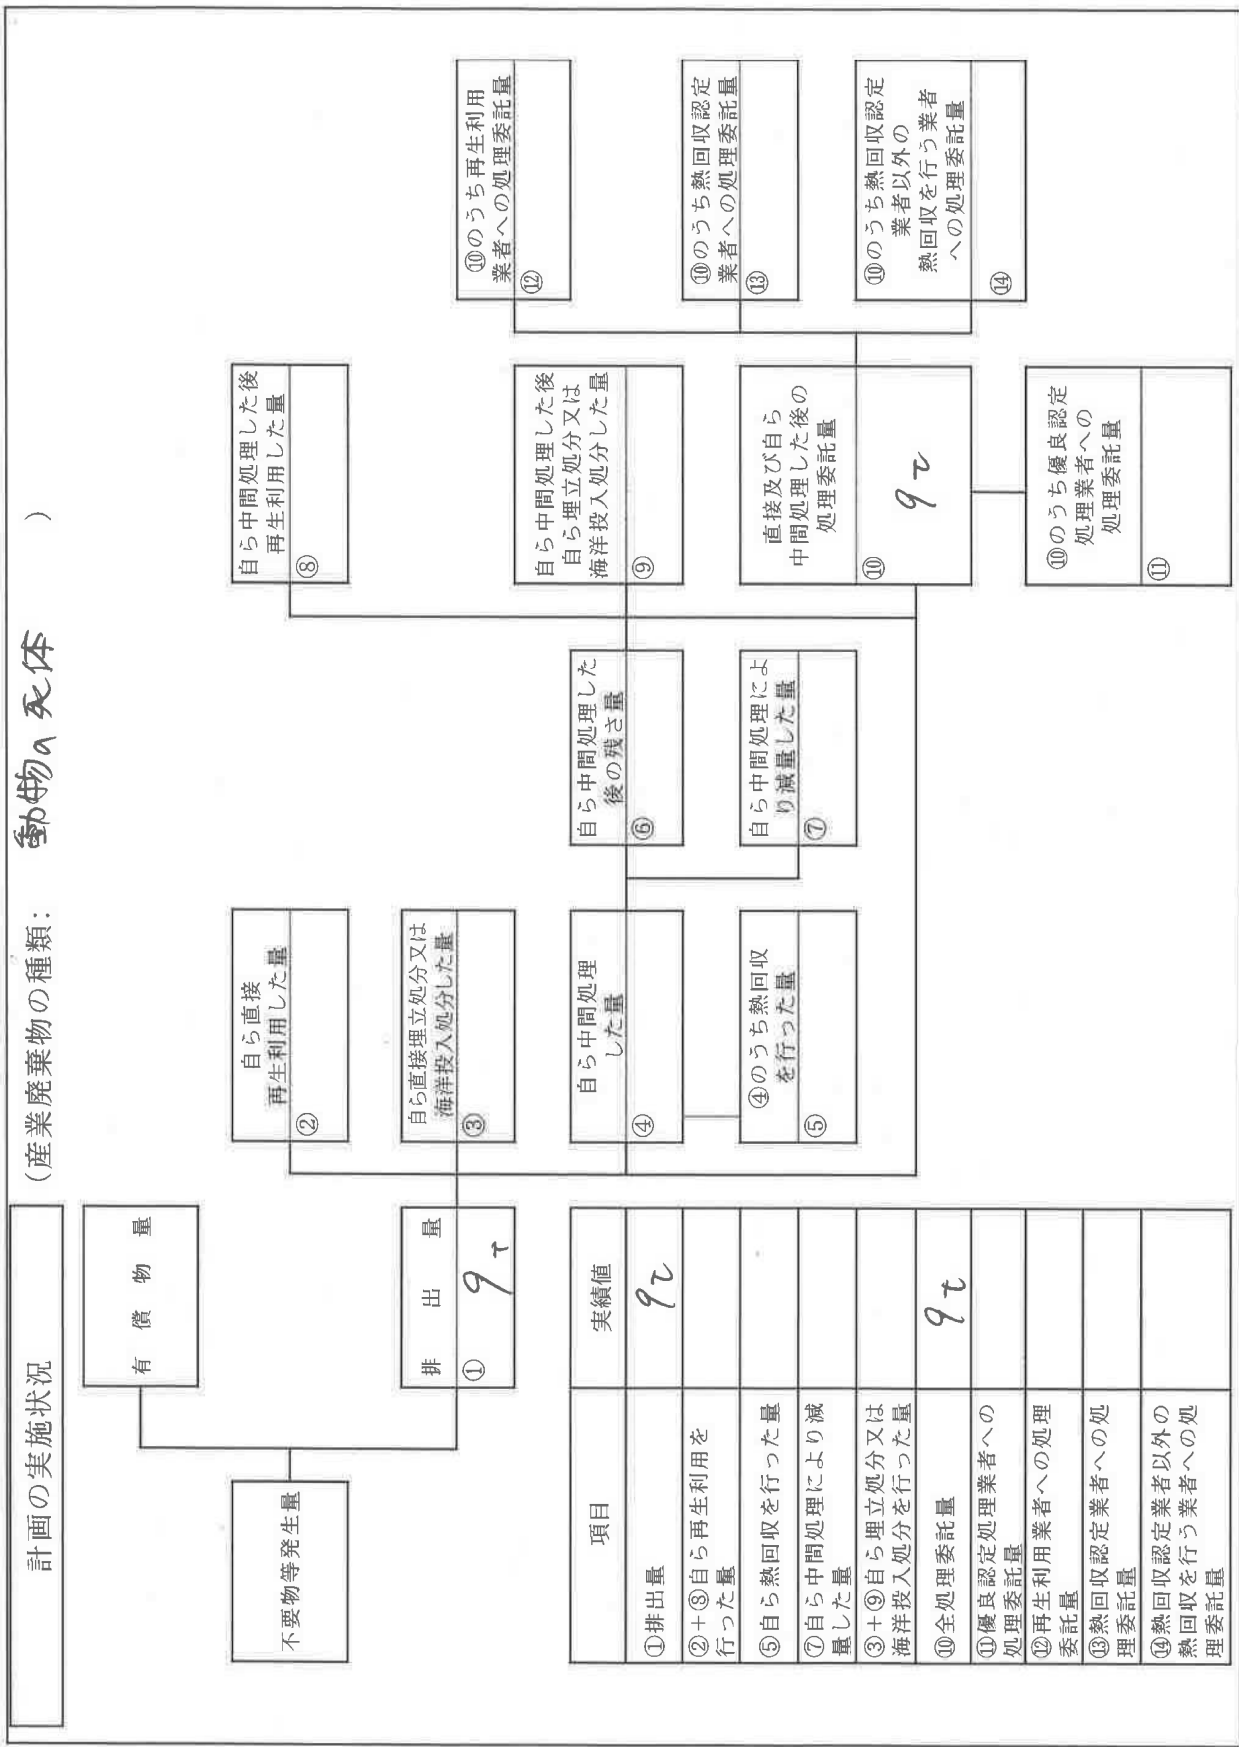 計画の実施状況
(産業廃棄物の種類: 動物の死体 )
有償物量
不要物等発生量
排出量
① 9t
自ら直接
再生利用した量
②
自ら直接埋立処分又は
海洋投入処分した量
③
自ら中間処理
した量
④
④のうち熱回収
を行った量
⑤
自ら中間処理した
後の残さ量
⑥
自ら中間処理によ
り減量した量
⑦
自ら中間処理した後
再生利用した量
⑧
自ら中間処理した後
自ら埋立処分又は
海洋投入処分した量
⑨
直接及び自ら
中間処理した後の
処理委託量
⑩ 9t
⑩のうち優良認定
処理業者への
処理委託量
⑪
⑩のうち再生利用
業者への処理委託量
⑫
⑩のうち熱回収認定
業者への処理委託量
⑬
⑩のうち熱回収認定
業者以外の
熱回収を行う業者
への処理委託量
⑭
項目 実績値
①排出量 9t
②+⑧自ら再生利用を
行った量
⑤自ら熱回収を行った量
⑦自ら中間処理により減
量した量
③+⑨自ら埋立処分又は
海洋投入処分を行った量
⑩全処理委託量 9t
⑪優良認定処理業者への
処理委託量
⑫再生利用業者への処理
委託量
⑬熱回収認定業者への処
理委託量
⑭熱回収認定業者以外の
熱回収を行う業者への処
理委託量